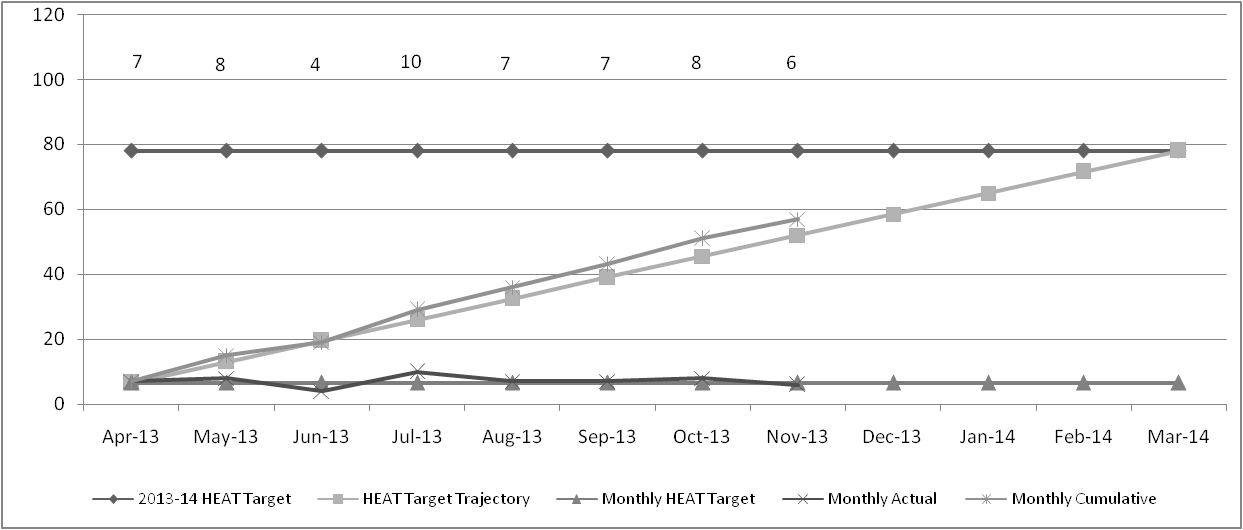 120
7 8 4 10 7 7 8 6
100
80
60
40
20
0
Apr-13 May-13 Jun-13 Jul-13 Aug-13 Sep-13 Oct-13 Nov-13 Dec-13 Jan-14 Feb-14 Mar-14
2013-14 HEAT Target HEAT Target Trajectory Monthly HEAT Target Monthly Actual Monthly Cumulative